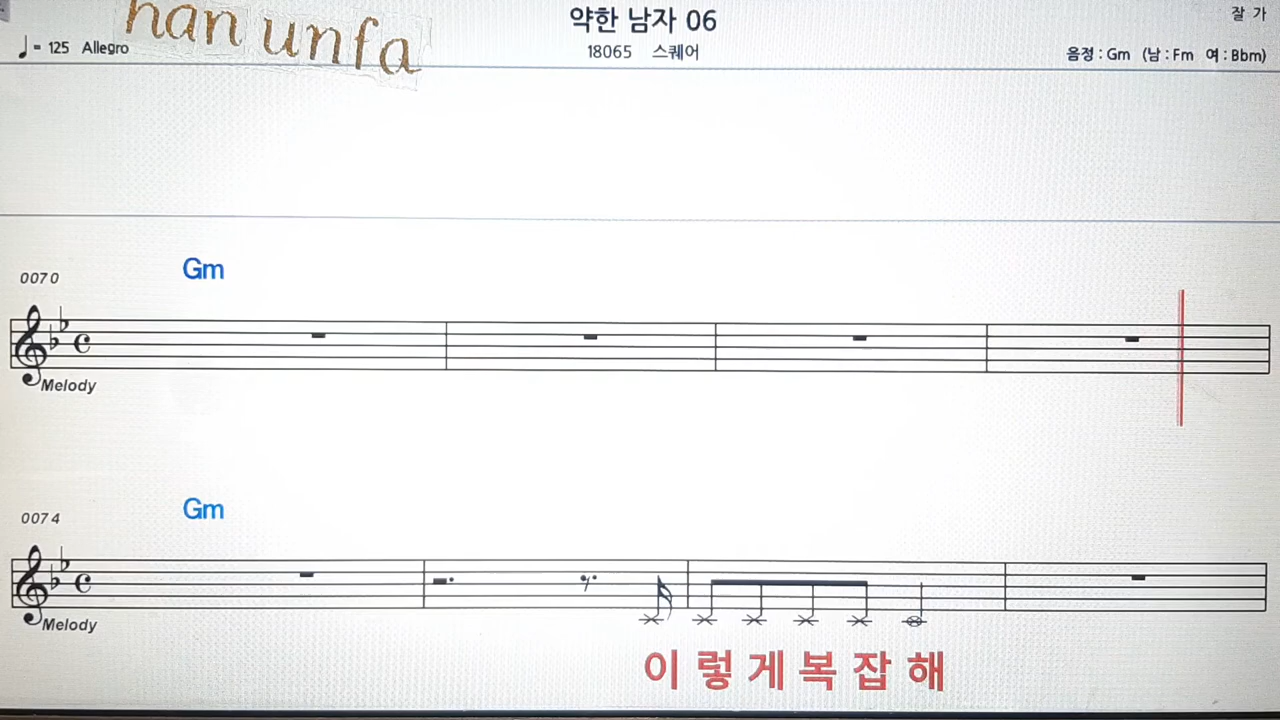 han unfa
약한 남자 06
잘 가
♩= 125 Allegro
18065 스퀘어
음정 : Gm (남 : Fm 여 : Bbm)
0070
Gm
Melody
0074
Gm
Melody
이 렇 게 복 잡 해